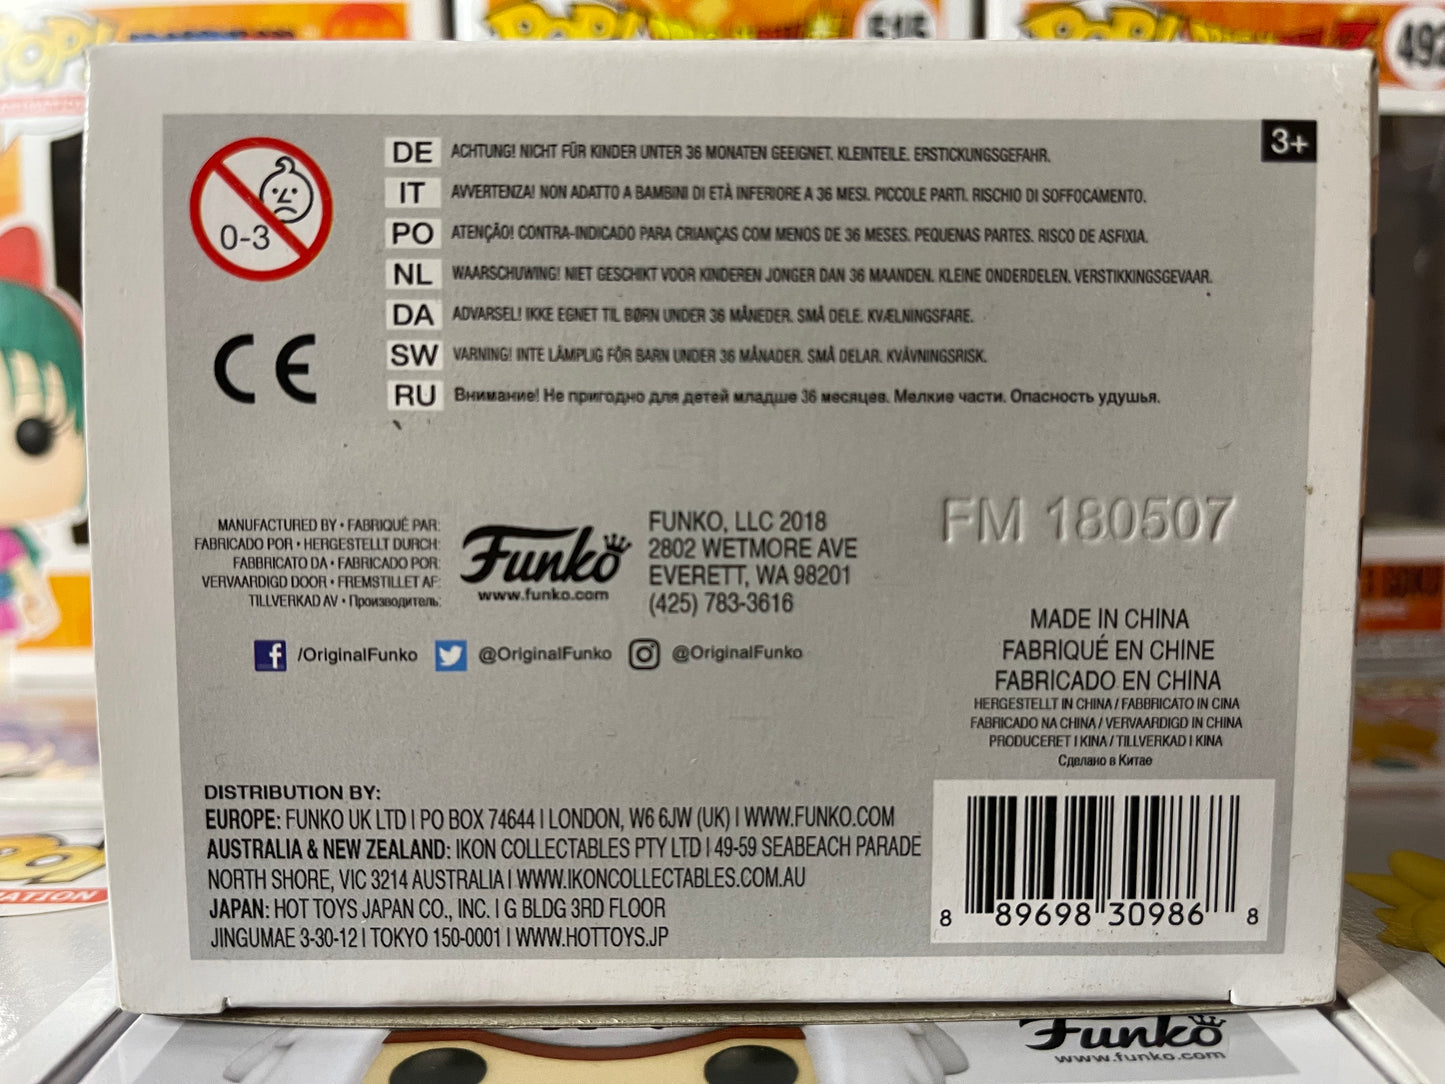 515
492
3+
0-3
DE ACHTUNG! NICHT FÜR KINDER UNTER 36 MONATEN GEEIGNET. KLEINTEILE. ERSTICKUNGSGEFAHR.
IT AVVERTENZA! NON ADATTO A BAMBINI DI ETÀ INFERIORE A 36 MESI. PICCOLE PARTI. RISCHIO DI SOFFOCAMENTO.
PO ATENÇÃO! CONTRA-INDICADO PARA CRIANÇAS COM MENOS DE 36 MESES. PEQUENAS PARTES. RISCO DE ASFIXIA.
NL WAARSCHUWING! NIET GESCHIKT VOOR KINDEREN JONGER DAN 36 MAANDEN. KLEINE ONDERDELEN. VERSTIKKINGSGEVAAR.
DA ADVARSEL! IKKE EGNET TIL BØRN UNDER 36 MÅNEDER. SMÅ DELE. KVÆLNINGSFARE.
SW VARNING! INTE LÄMPLIG FÖR BARN UNDER 36 MÅNADER. SMÅ DELAR. KVÄVNINGSRISK.
RU Внимание! Не пригодно для детей младше 36 месяцев. Мелкие части. Опасность удушья.
CE
MANUFACTURED BY • FABRIQUÉ PAR:
FABRICADO POR • HERGESTELLT DURCH:
FABBRICATO DA • FABRICADO POR:
VERVAARDIGD DOOR • FREMSTILLET AF:
TILLVERKAD AV • Производитель:
Funko
www.funko.com
FUNKO, LLC 2018
2802 WETMORE AVE
EVERETT, WA 98201
(425) 783-3616
FM 180507
f /OriginalFunko @OriginalFunko @OriginalFunko
MADE IN CHINA
FABRIQUÉ EN CHINE
FABRICADO EN CHINA
HERGESTELLT IN CHINA / FABBRICATO IN CINA
FABRICADO NA CHINA / VERVAARDIGD IN CHINA
PRODUCERET I KINA / TILLVERKAD I KINA
Сделано в Китае
DISTRIBUTION BY:
EUROPE: FUNKO UK LTD | PO BOX 74644 | LONDON, W6 6JW (UK) | WWW.FUNKO.COM
AUSTRALIA & NEW ZEALAND: IKON COLLECTABLES PTY LTD | 49-59 SEABEACH PARADE
NORTH SHORE, VIC 3214 AUSTRALIA | WWW.IKONCOLLECTABLES.COM.AU
JAPAN: HOT TOYS JAPAN CO., INC. | G BLDG 3RD FLOOR
JINGUMAE 3-30-12 | TOKYO 150-0001 | WWW.HOTTOYS.JP
8 89698 30986 8
Funko
www.funko.com